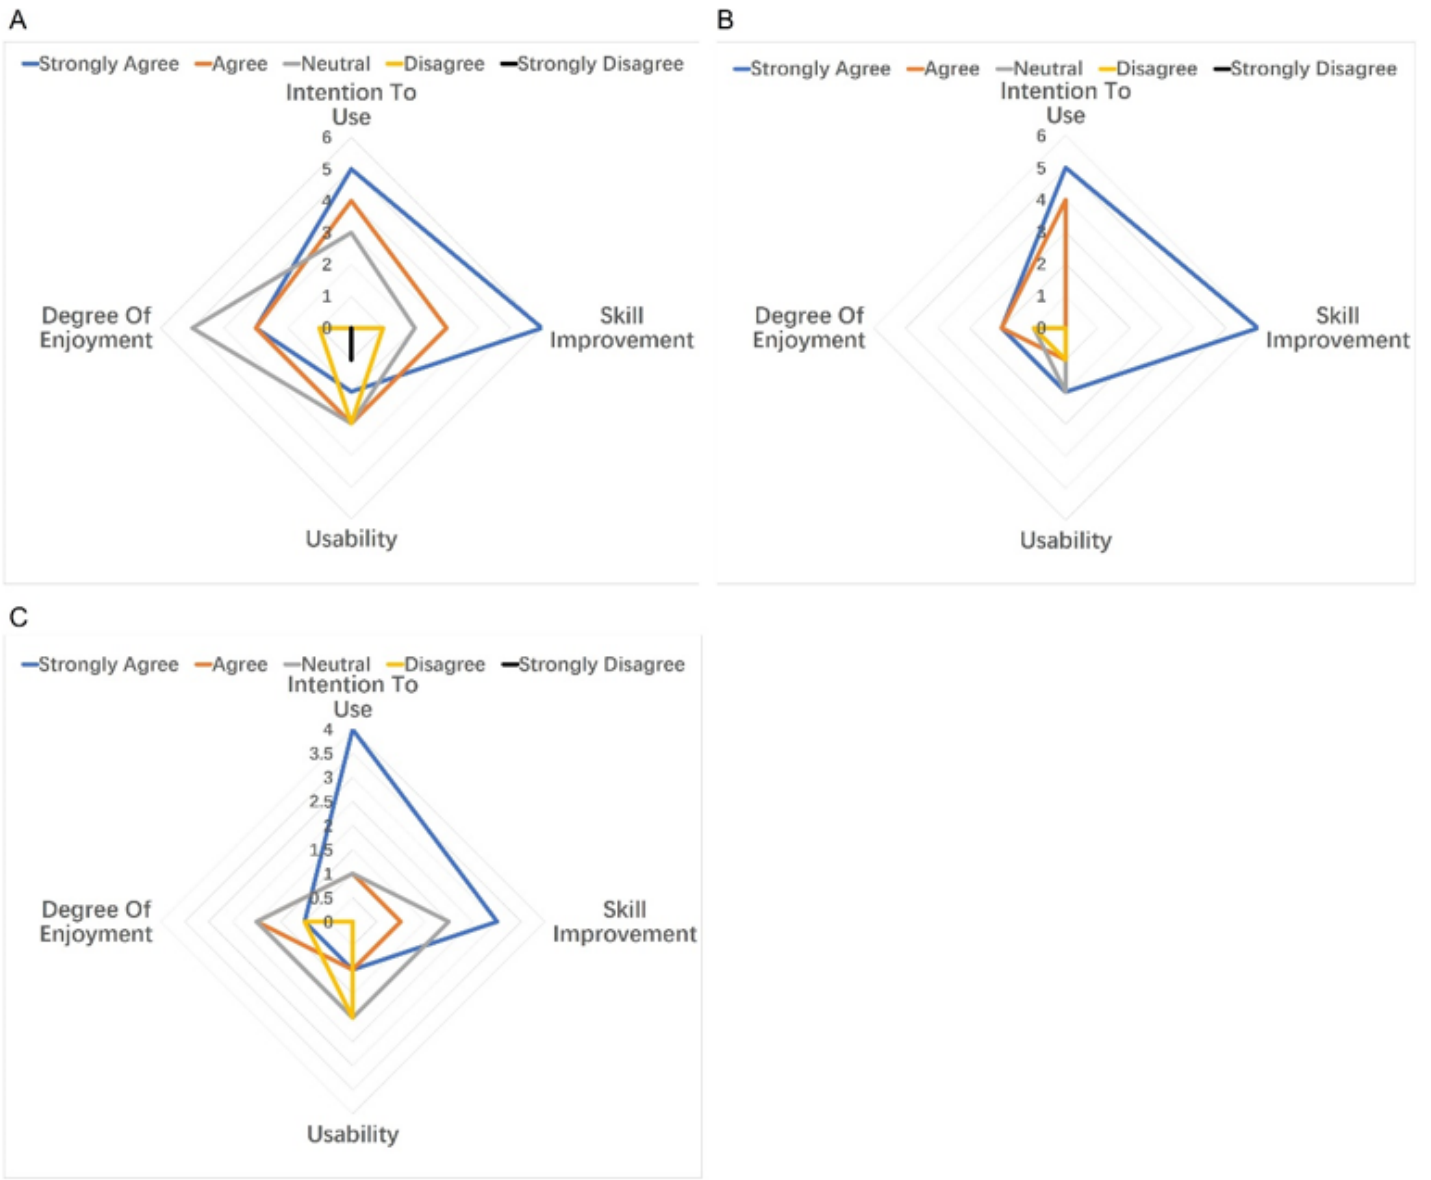 A
Strongly Agree Agree Neutral Disagree Strongly Disagree
Intention To
Use
6
5
4
3
2
1
0
Degree Of
Enjoyment
Skill
Improvement
Usability
B
Strongly Agree Agree Neutral Disagree Strongly Disagree
Intention To
Use
6
5
4
3
2
1
0
Degree Of
Enjoyment
Skill
Improvement
Usability
C
Strongly Agree Agree Neutral Disagree Strongly Disagree
Intention To
Use
4
3.5
3
2.5
2
1.5
1
0.5
0
Degree Of
Enjoyment
Skill
Improvement
Usability